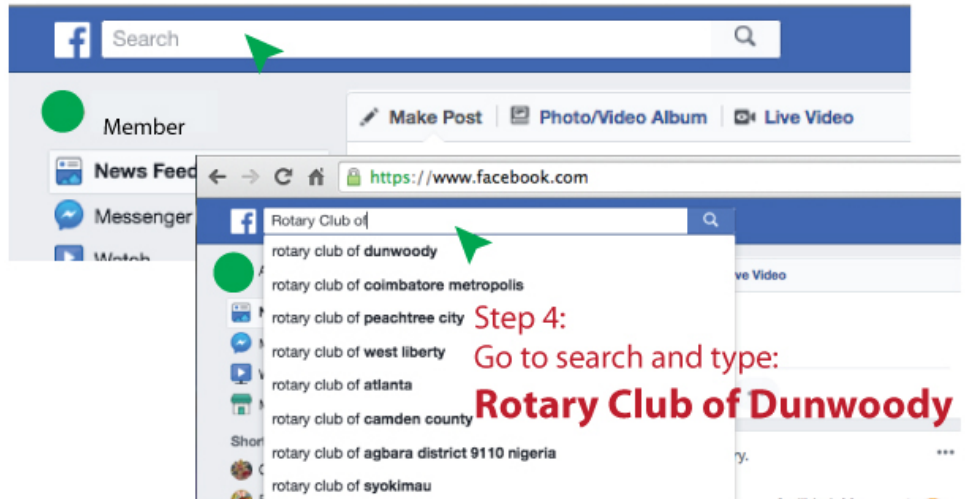 Search
Member
Make Post
Photo/Video Album
Live Video
News Feed
Messenger
Watch
https://www.facebook.com
Rotary Club of
rotary club of dunwoody
rotary club of coimbatore metropolis
rotary club of peachtree city
rotary club of west liberty
rotary club of atlanta
rotary club of camden county
rotary club of agbara district 9110 nigeria
rotary club of syokimau
ve Video
Step 4:
Go to search and type:
Rotary Club of Dunwoody
Shor
ry.